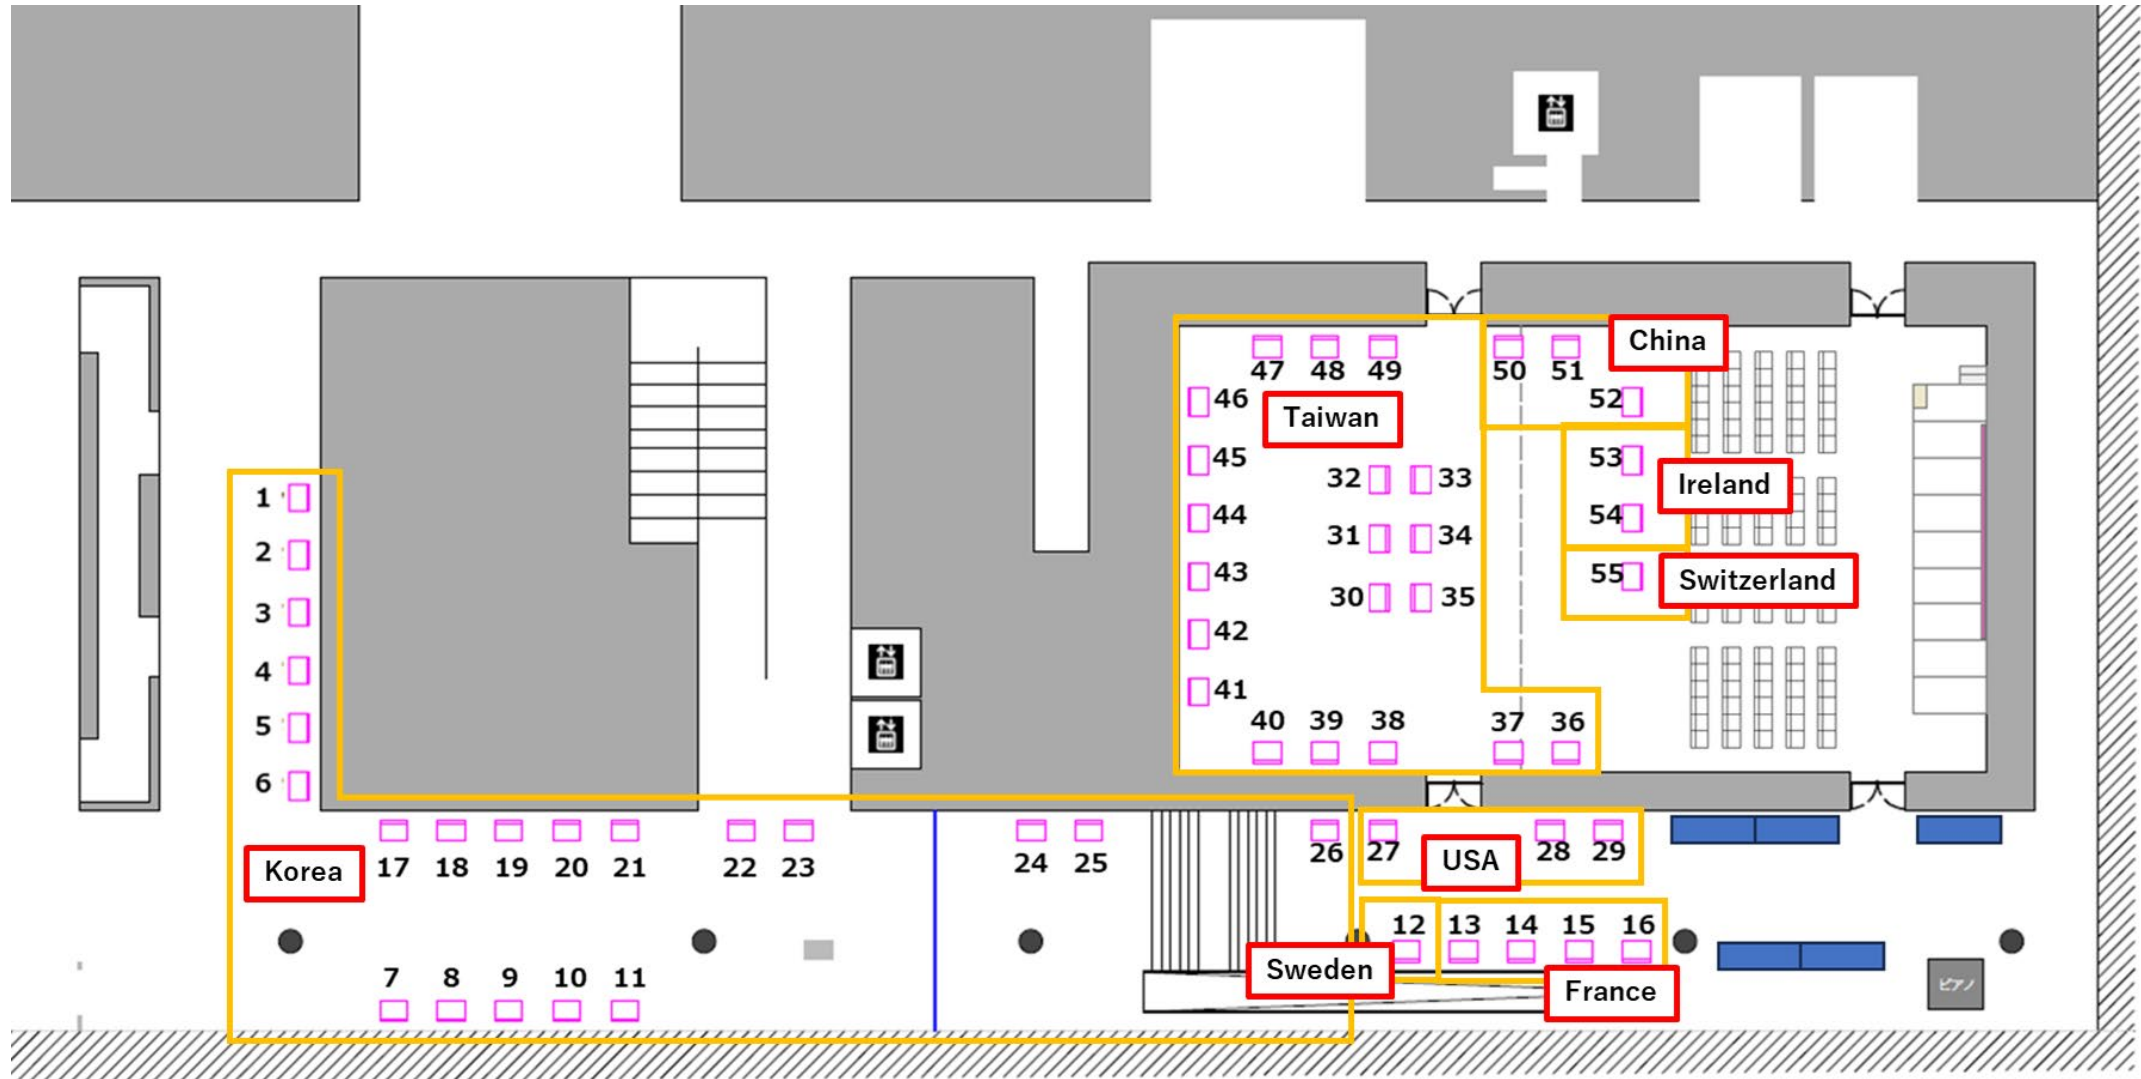 China
47 48 49 50 51
46 52
Taiwan
45 53
32 33
Ireland
1
44 54
31 34
2
43 55
Switzerland
30 35
3
42
4
41
40 39 38 37 36
5
6
17 18 19 20 21 22 23 24 25 26 27 28 29
USA
Korea
12 13 14 15 16
7 8 9 10 11
Sweden
France
ピアノ